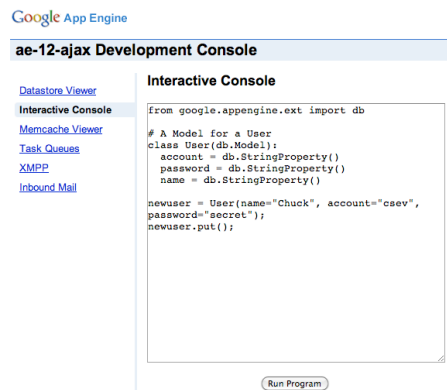 Google App Engine
ae-12-ajax Development Console
Datastore Viewer
Interactive Console
Memcache Viewer
Task Queues
XMPP
Inbound Mail
Interactive Console
from google.appengine.ext import db

# A Model for a User
class User(db.Model):
  account = db.StringProperty()
  password = db.StringProperty()
  name = db.StringProperty()

newuser = User(name="Chuck", account="csev",
password="secret");
newuser.put();
Run Program